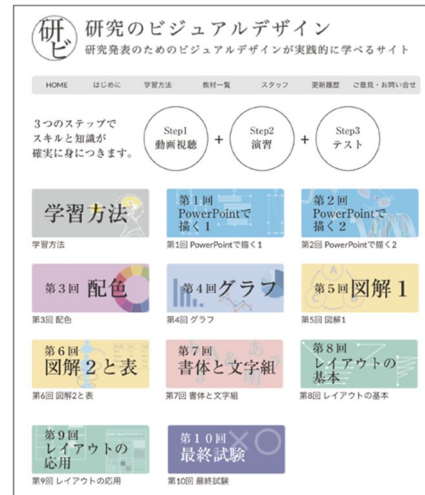 研ビ
研究のビジュアルデザイン
研究発表のためのビジュアルデザインが実践的に学べるサイト
HOME はじめに 学習方法 教材一覧 スタッフ 更新履歴 ご意見・お問い合せ
3つのステップで
スキルと知識が
確実に身につきます。
Step1
動画視聴
+
Step2
演習
+
Step3
テスト
学習方法
学習方法
第1回
PowerPointで
描く1
第1回 PowerPointで描く1
第2回
PowerPointで
描く2
第2回 PowerPointで描く2
第3回 配色
第3回 配色
第4回 グラフ
第4回 グラフ
第5回 図解1
第5回 図解1
第6回
図解2と表
第6回 図解2と表
第7回
書体と文字組
第7回 書体と文字組
第8回
レイアウトの
基本
第8回 レイアウトの基本
第9回
レイアウトの
応用
第9回 レイアウトの応用
第10回
最終試験
第10回 最終試験